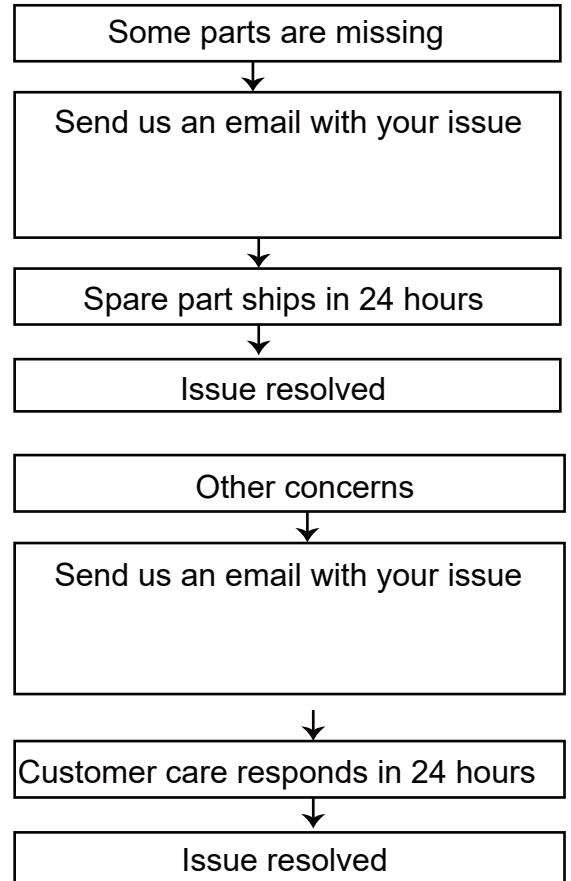 Some parts are missing
Send us an email with your issue
Spare part ships in 24 hours
Issue resolved
Other concerns
Send us an email with your issue
Customer care responds in 24 hours
Issue resolved